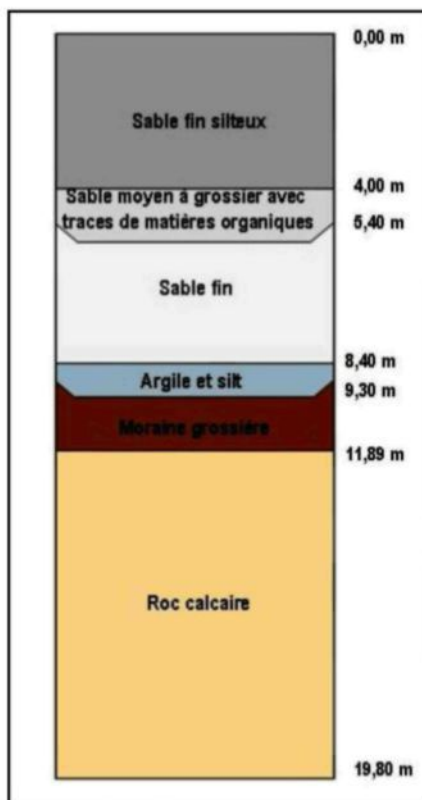 0,00 m
Sable fin silteux
4,00 m
Sable moyen à grossier avec
traces de matières organiques
5,40 m
Sable fin
8,40 m
Argile et silt
9,30 m
Moraine grossière
11,89 m
Roc calcaire
19,80 m